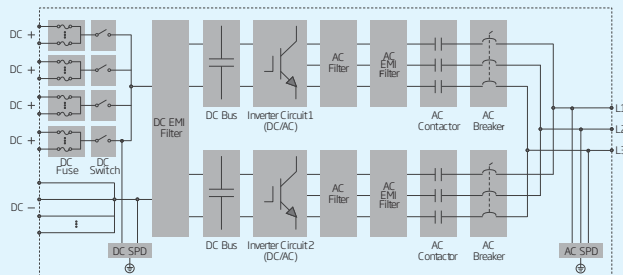 DC +
DC +
DC +
DC +
DC
Fuse
DC
Switch
DC −
DC SPD
DC EMI
Filter
DC Bus
Inverter Circuit1
(DC/AC)
AC
Filter
AC
EMI
Filter
AC
Contactor
AC
Breaker
DC Bus
Inverter Circuit2
(DC/AC)
AC
Filter
AC
EMI
Filter
AC
Contactor
AC
Breaker
L1
L2
L3
AC SPD